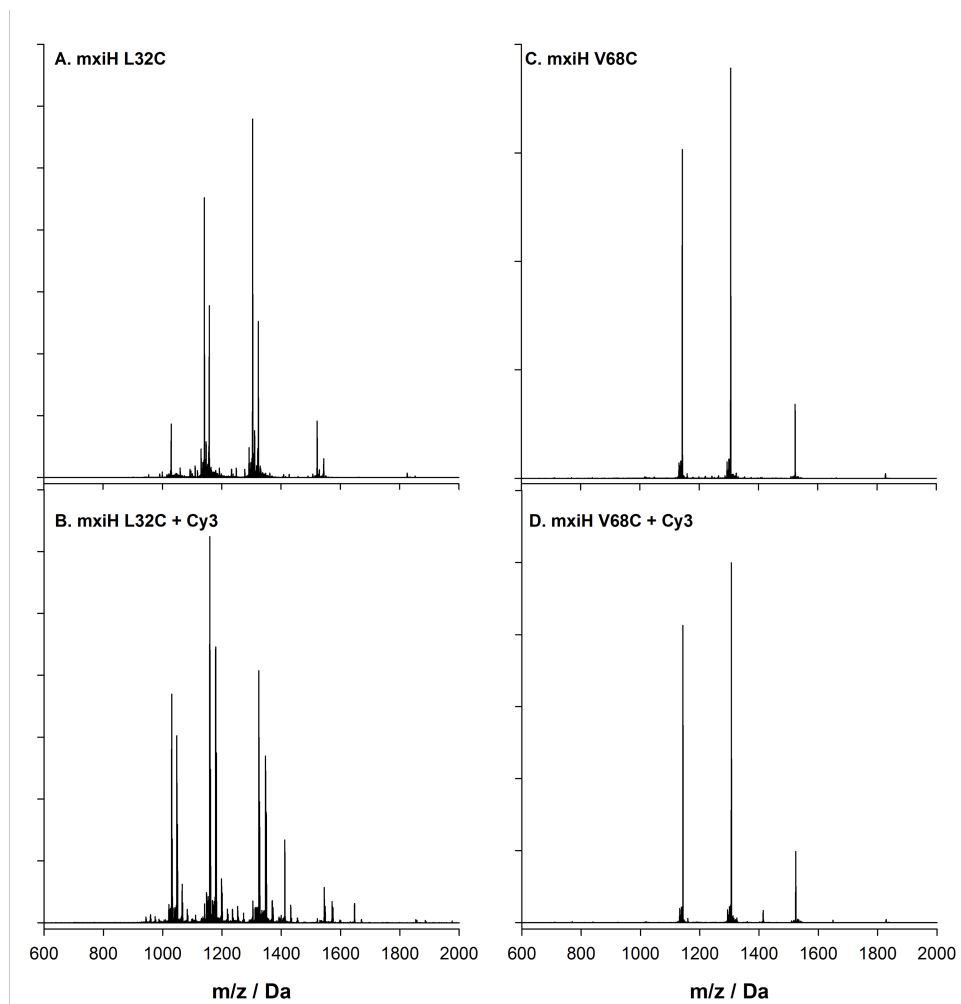 A. mxiH L32C
C. mxiH V68C
B. mxiH L32C + Cy3
D. mxiH V68C + Cy3
600 800 1000 1200 1400 1600 1800 2000
600 800 1000 1200 1400 1600 1800 2000
m/z / Da
m/z / Da